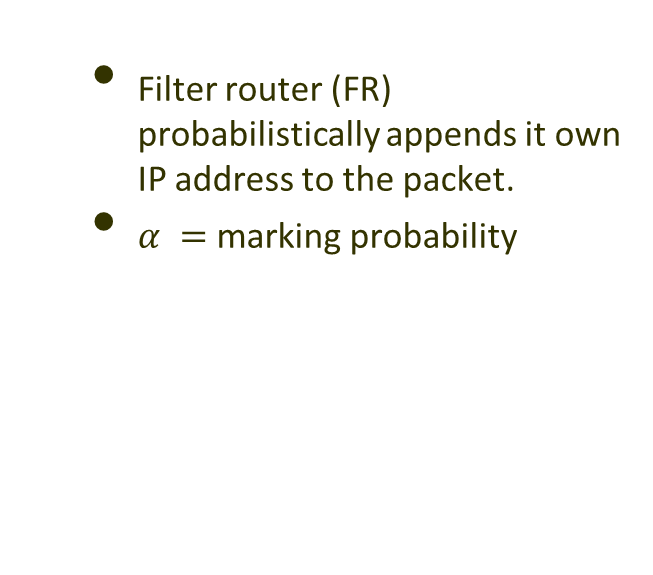 • Filter router (FR)
probabilistically appends it own
IP address to the packet.
• α = marking probability